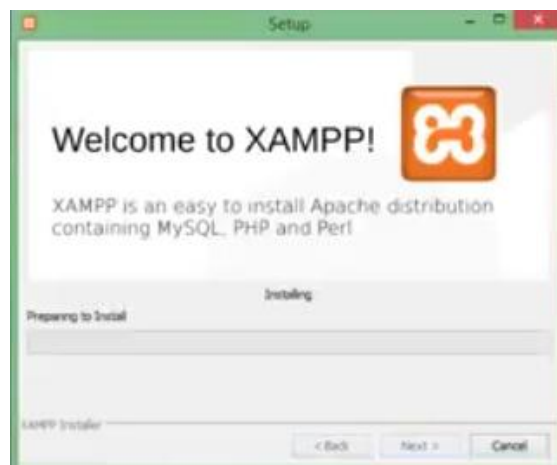 Setup
Welcome to XAMPP!
XAMPP is an easy to install Apache distribution
containing MySQL, PHP and Perl
Installing
Preparing to Install
XAMPP Installer
< Back
Next >
Cancel